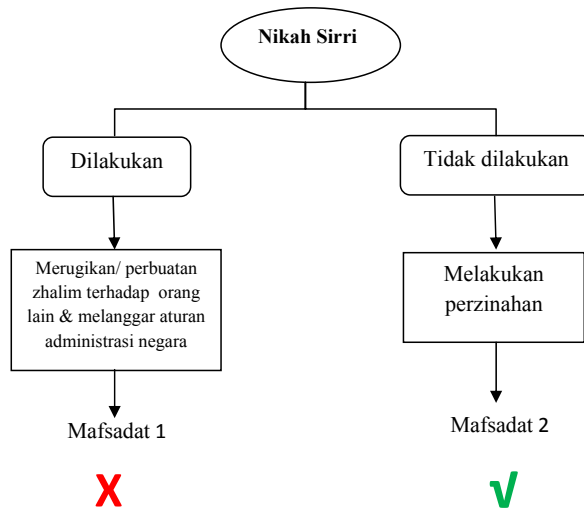 Nikah Sirri
Dilakukan
Tidak dilakukan
Merugikan/ perbuatan
zhalim terhadap orang
lain & melanggar aturan
administrasi negara
Melakukan
perzinahan
Mafsadat 1
Mafsadat 2
X
√